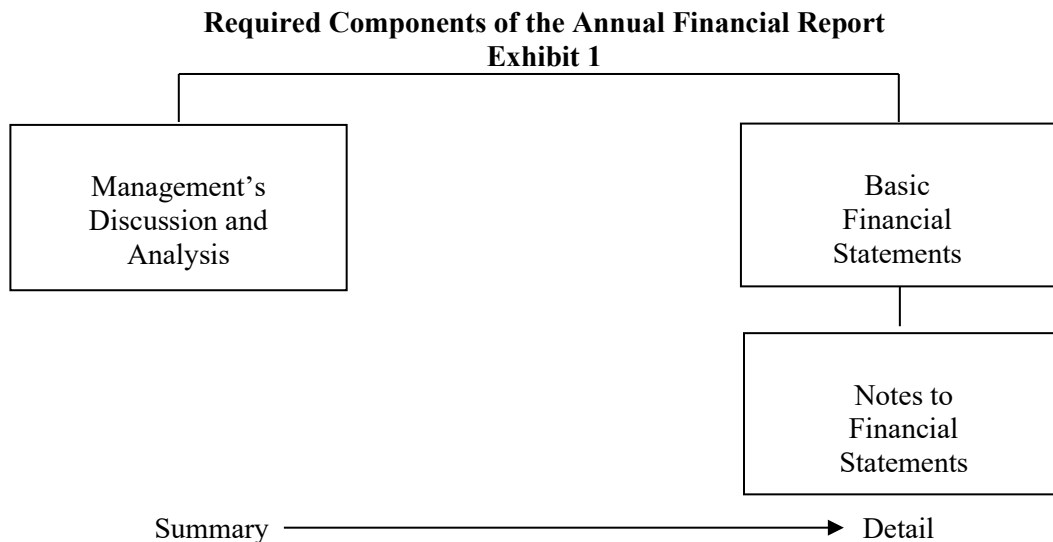 Required Components of the Annual Financial Report
Exhibit 1
Management’s
Discussion and
Analysis
Basic
Financial
Statements
Notes to
Financial
Statements
Summary
Detail